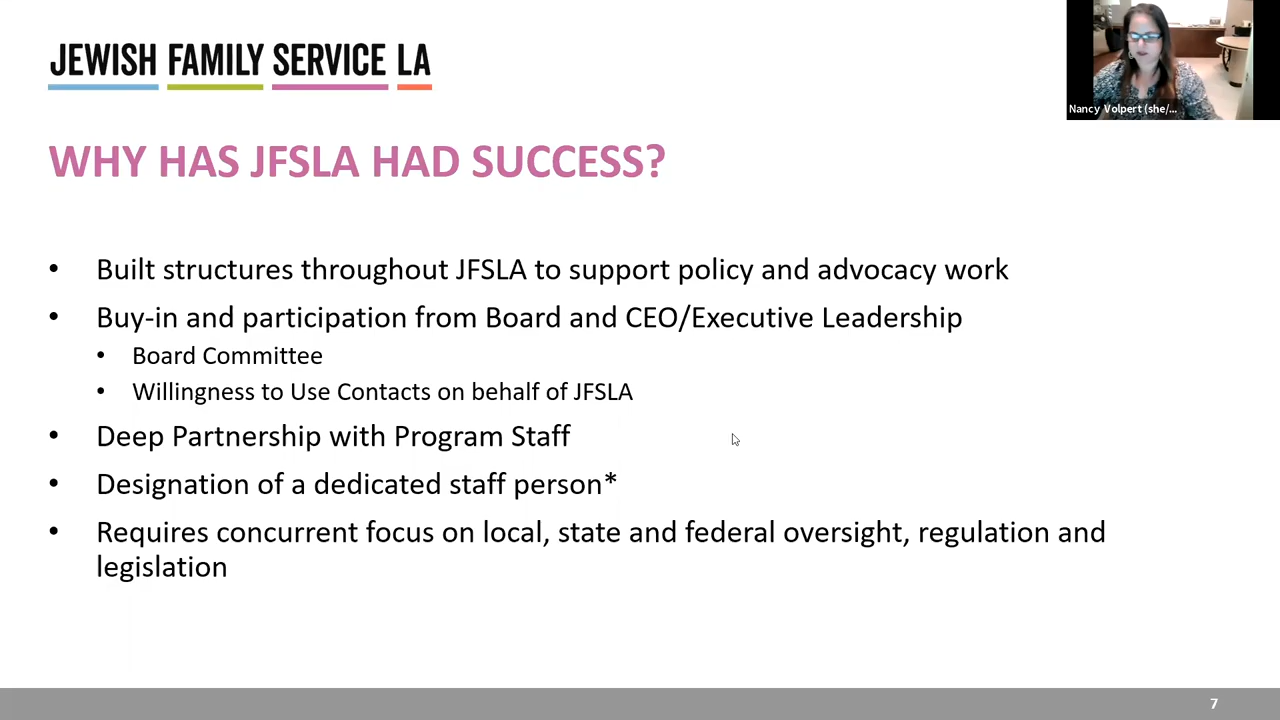 JEWISH FAMILY SERVICE LA
Nancy Volpert (she/...
WHY HAS JFSLA HAD SUCCESS?
• Built structures throughout JFSLA to support policy and advocacy work
• Buy-in and participation from Board and CEO/Executive Leadership
• Board Committee
• Willingness to Use Contacts on behalf of JFSLA
• Deep Partnership with Program Staff
• Designation of a dedicated staff person*
• Requires concurrent focus on local, state and federal oversight, regulation and
legislation
7